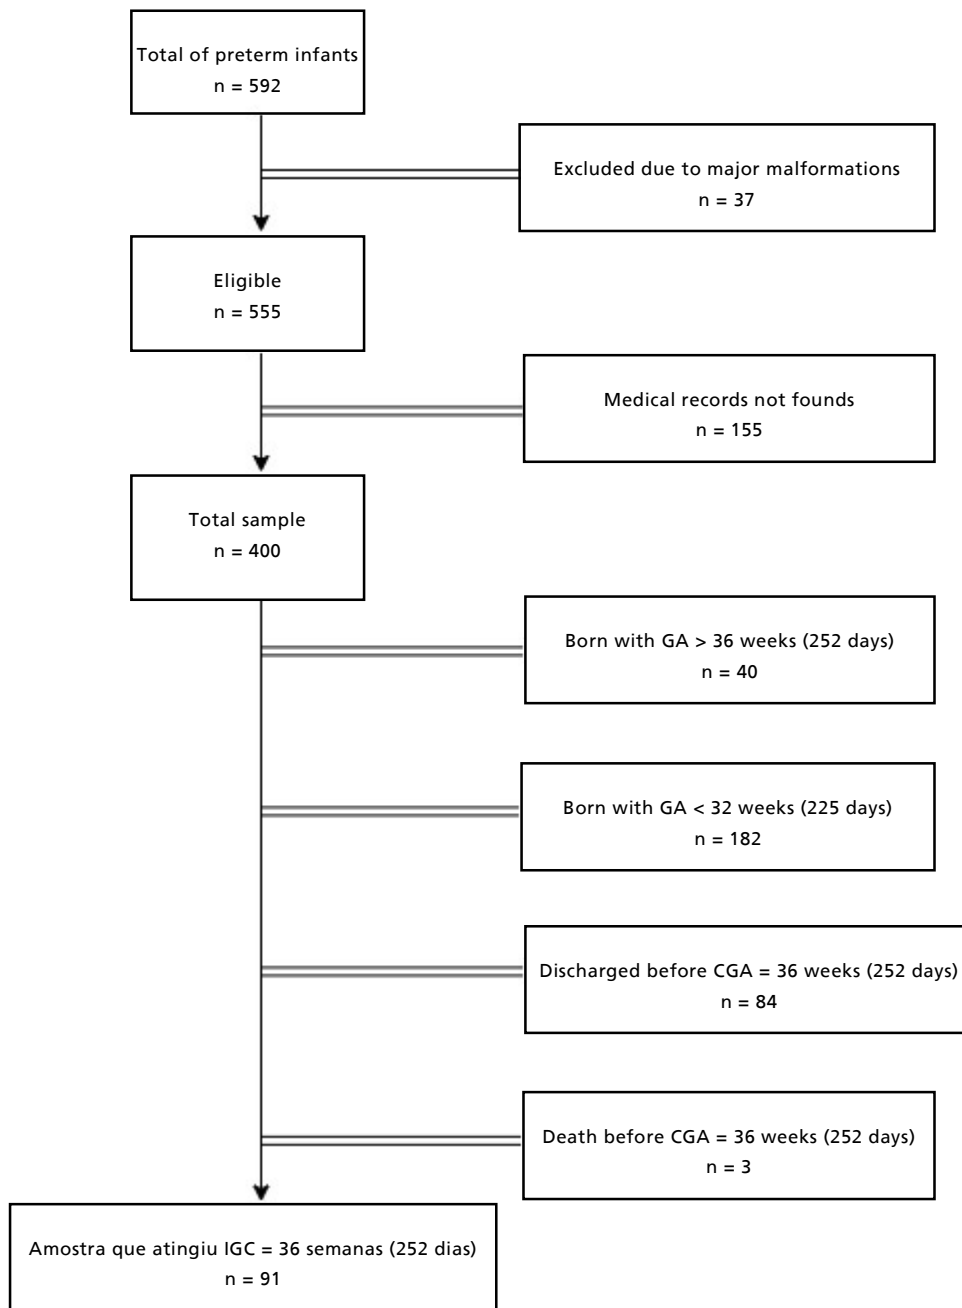 Total of preterm infants
n = 592
Excluded due to major malformations
n = 37
Eligible
n = 555
Medical records not founds
n = 155
Total sample
n = 400
Born with GA > 36 weeks (252 days)
n = 40
Born with GA < 32 weeks (225 days)
n = 182
Discharged before CGA = 36 weeks (252 days)
n = 84
Death before CGA = 36 weeks (252 days)
n = 3
Amostra que atingiu IGC = 36 semanas (252 dias)
n = 91